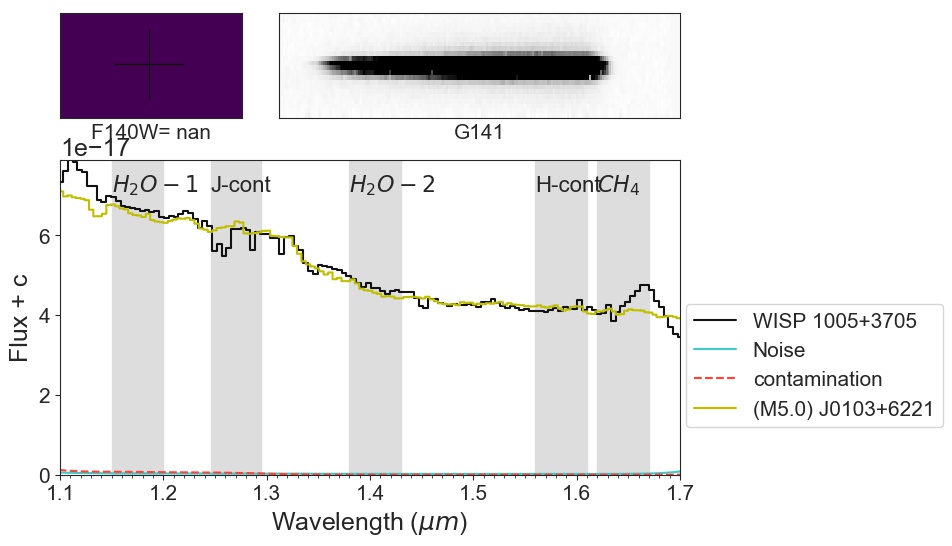 F140W= nan
G141
1e−17
H₂O − 1
J-cont
H₂O − 2
H-cont
CH₄
6
4
2
0
Flux + c
1.1 1.2 1.3 1.4 1.5 1.6 1.7
Wavelength (μm)
WISP 1005+3705
Noise
contamination
(M5.0) J0103+6221